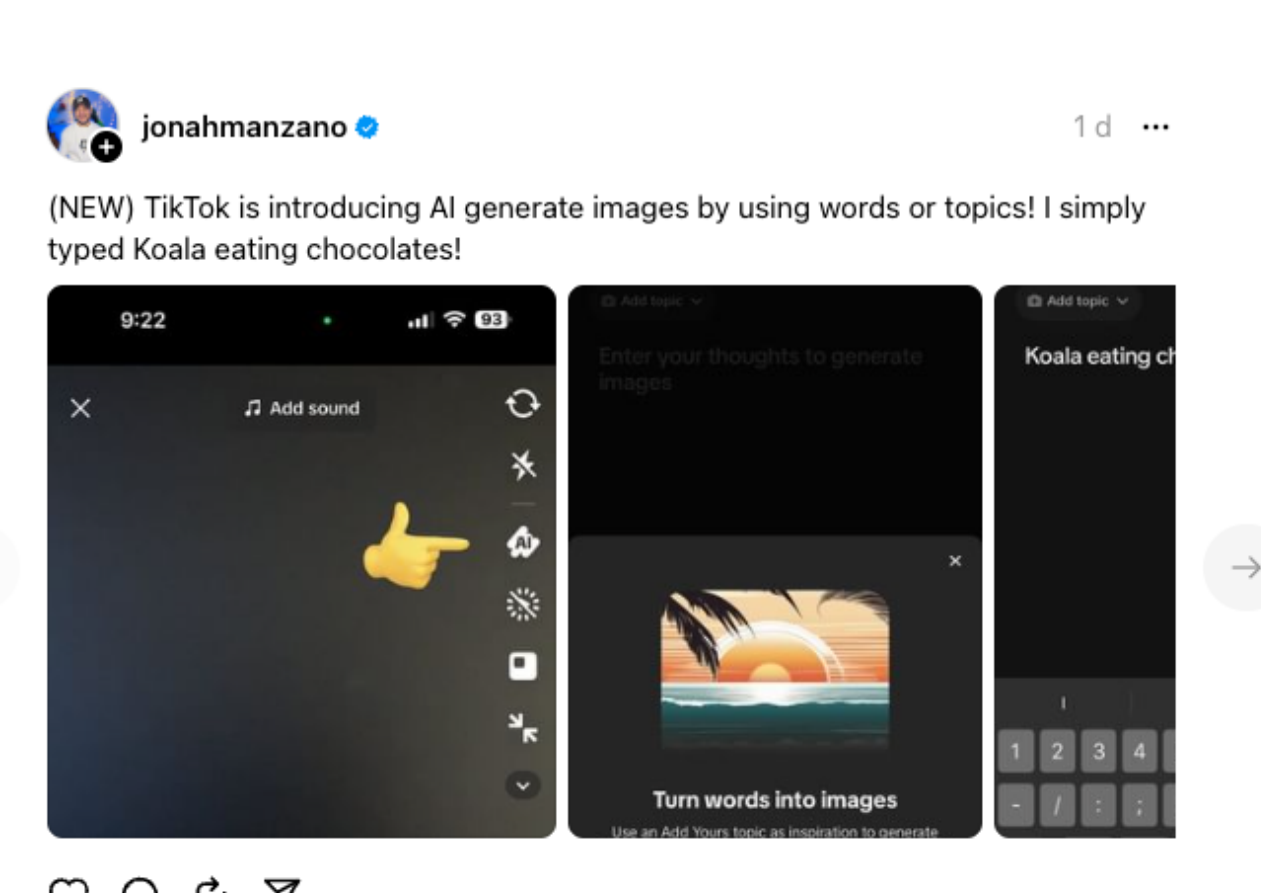 jonahmanzano
1 d
(NEW) TikTok is introducing AI generate images by using words or topics! I simply
typed Koala eating chocolates!
9:22
93
Add sound
AI
Add topic
Enter your thoughts to generate
images
Turn words into images
Use an Add Yours topic as inspiration to generate
Add topic
Koala eating ch
I
1 2 3 4
- / : ;